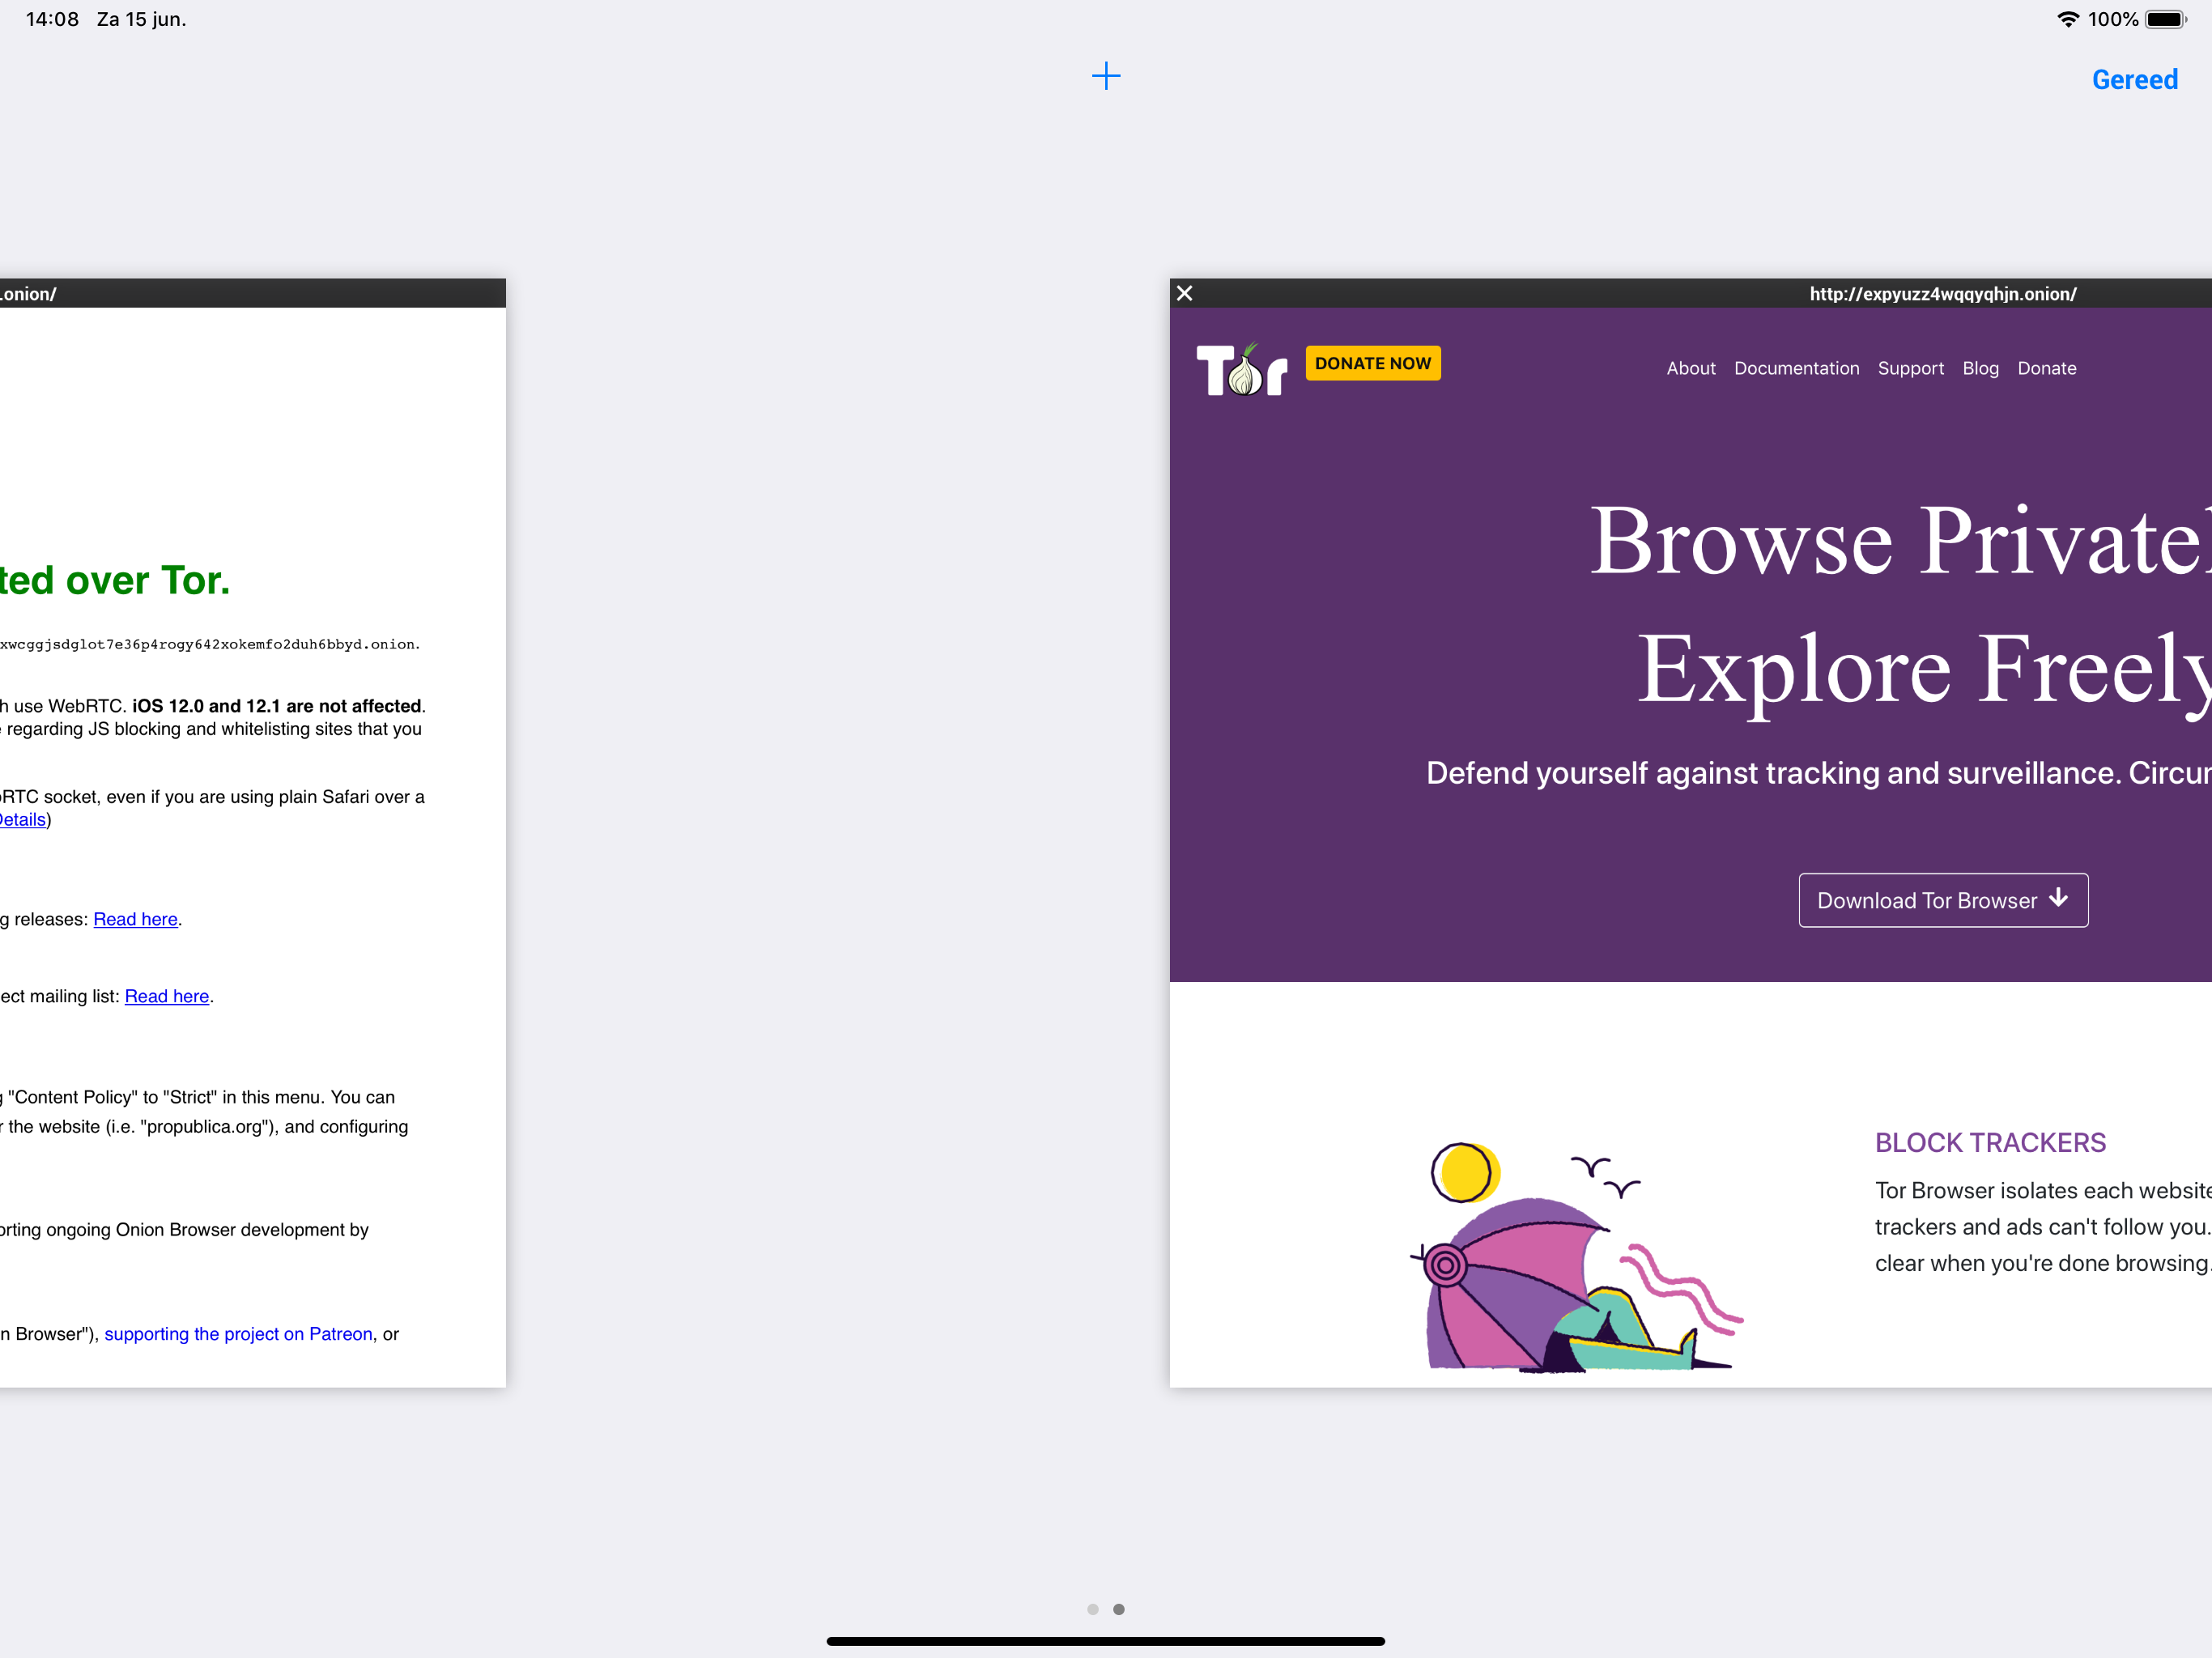 14:08 Za 15 jun.
100%
Gereed
.onion/
ted over Tor.
xwcggjsdglot7e36p4rogy642xokemfo2duh6bbyd.onion.
h use WebRTC. iOS 12.0 and 12.1 are not affected.
regarding JS blocking and whitelisting sites that you
RTC socket, even if you are using plain Safari over a
Details)
g releases: Read here.
ect mailing list: Read here.
g "Content Policy" to "Strict" in this menu. You can
r the website (i.e. "propublica.org"), and configuring
orting ongoing Onion Browser development by
n Browser"), supporting the project on Patreon, or
http://expyuzz4wqqyqhjn.onion/
Tor
DONATE NOW
About Documentation Support Blog Donate
Browse Privatel
Explore Freely
Defend yourself against tracking and surveillance. Circu
Download Tor Browser
BLOCK TRACKERS
Tor Browser isolates each website
trackers and ads can't follow you.
clear when you're done browsing.